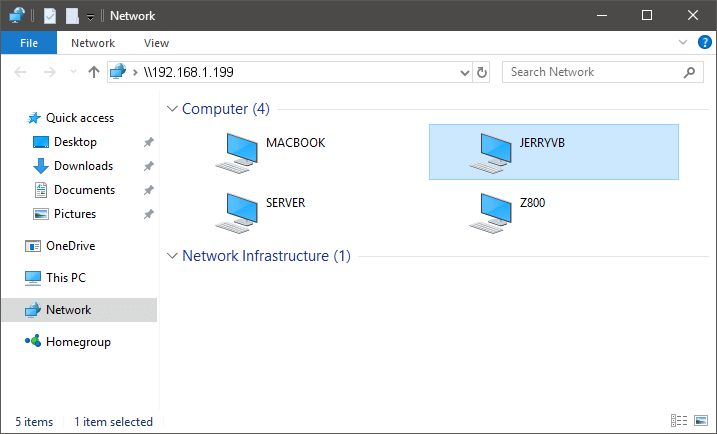 Network
File Network View
\\192.168.1.199
Search Network
Quick access
Desktop
Downloads
Documents
Pictures
OneDrive
This PC
Network
Homegroup
Computer (4)
MACBOOK JERRYVB
SERVER Z800
Network Infrastructure (1)
5 items 1 item selected